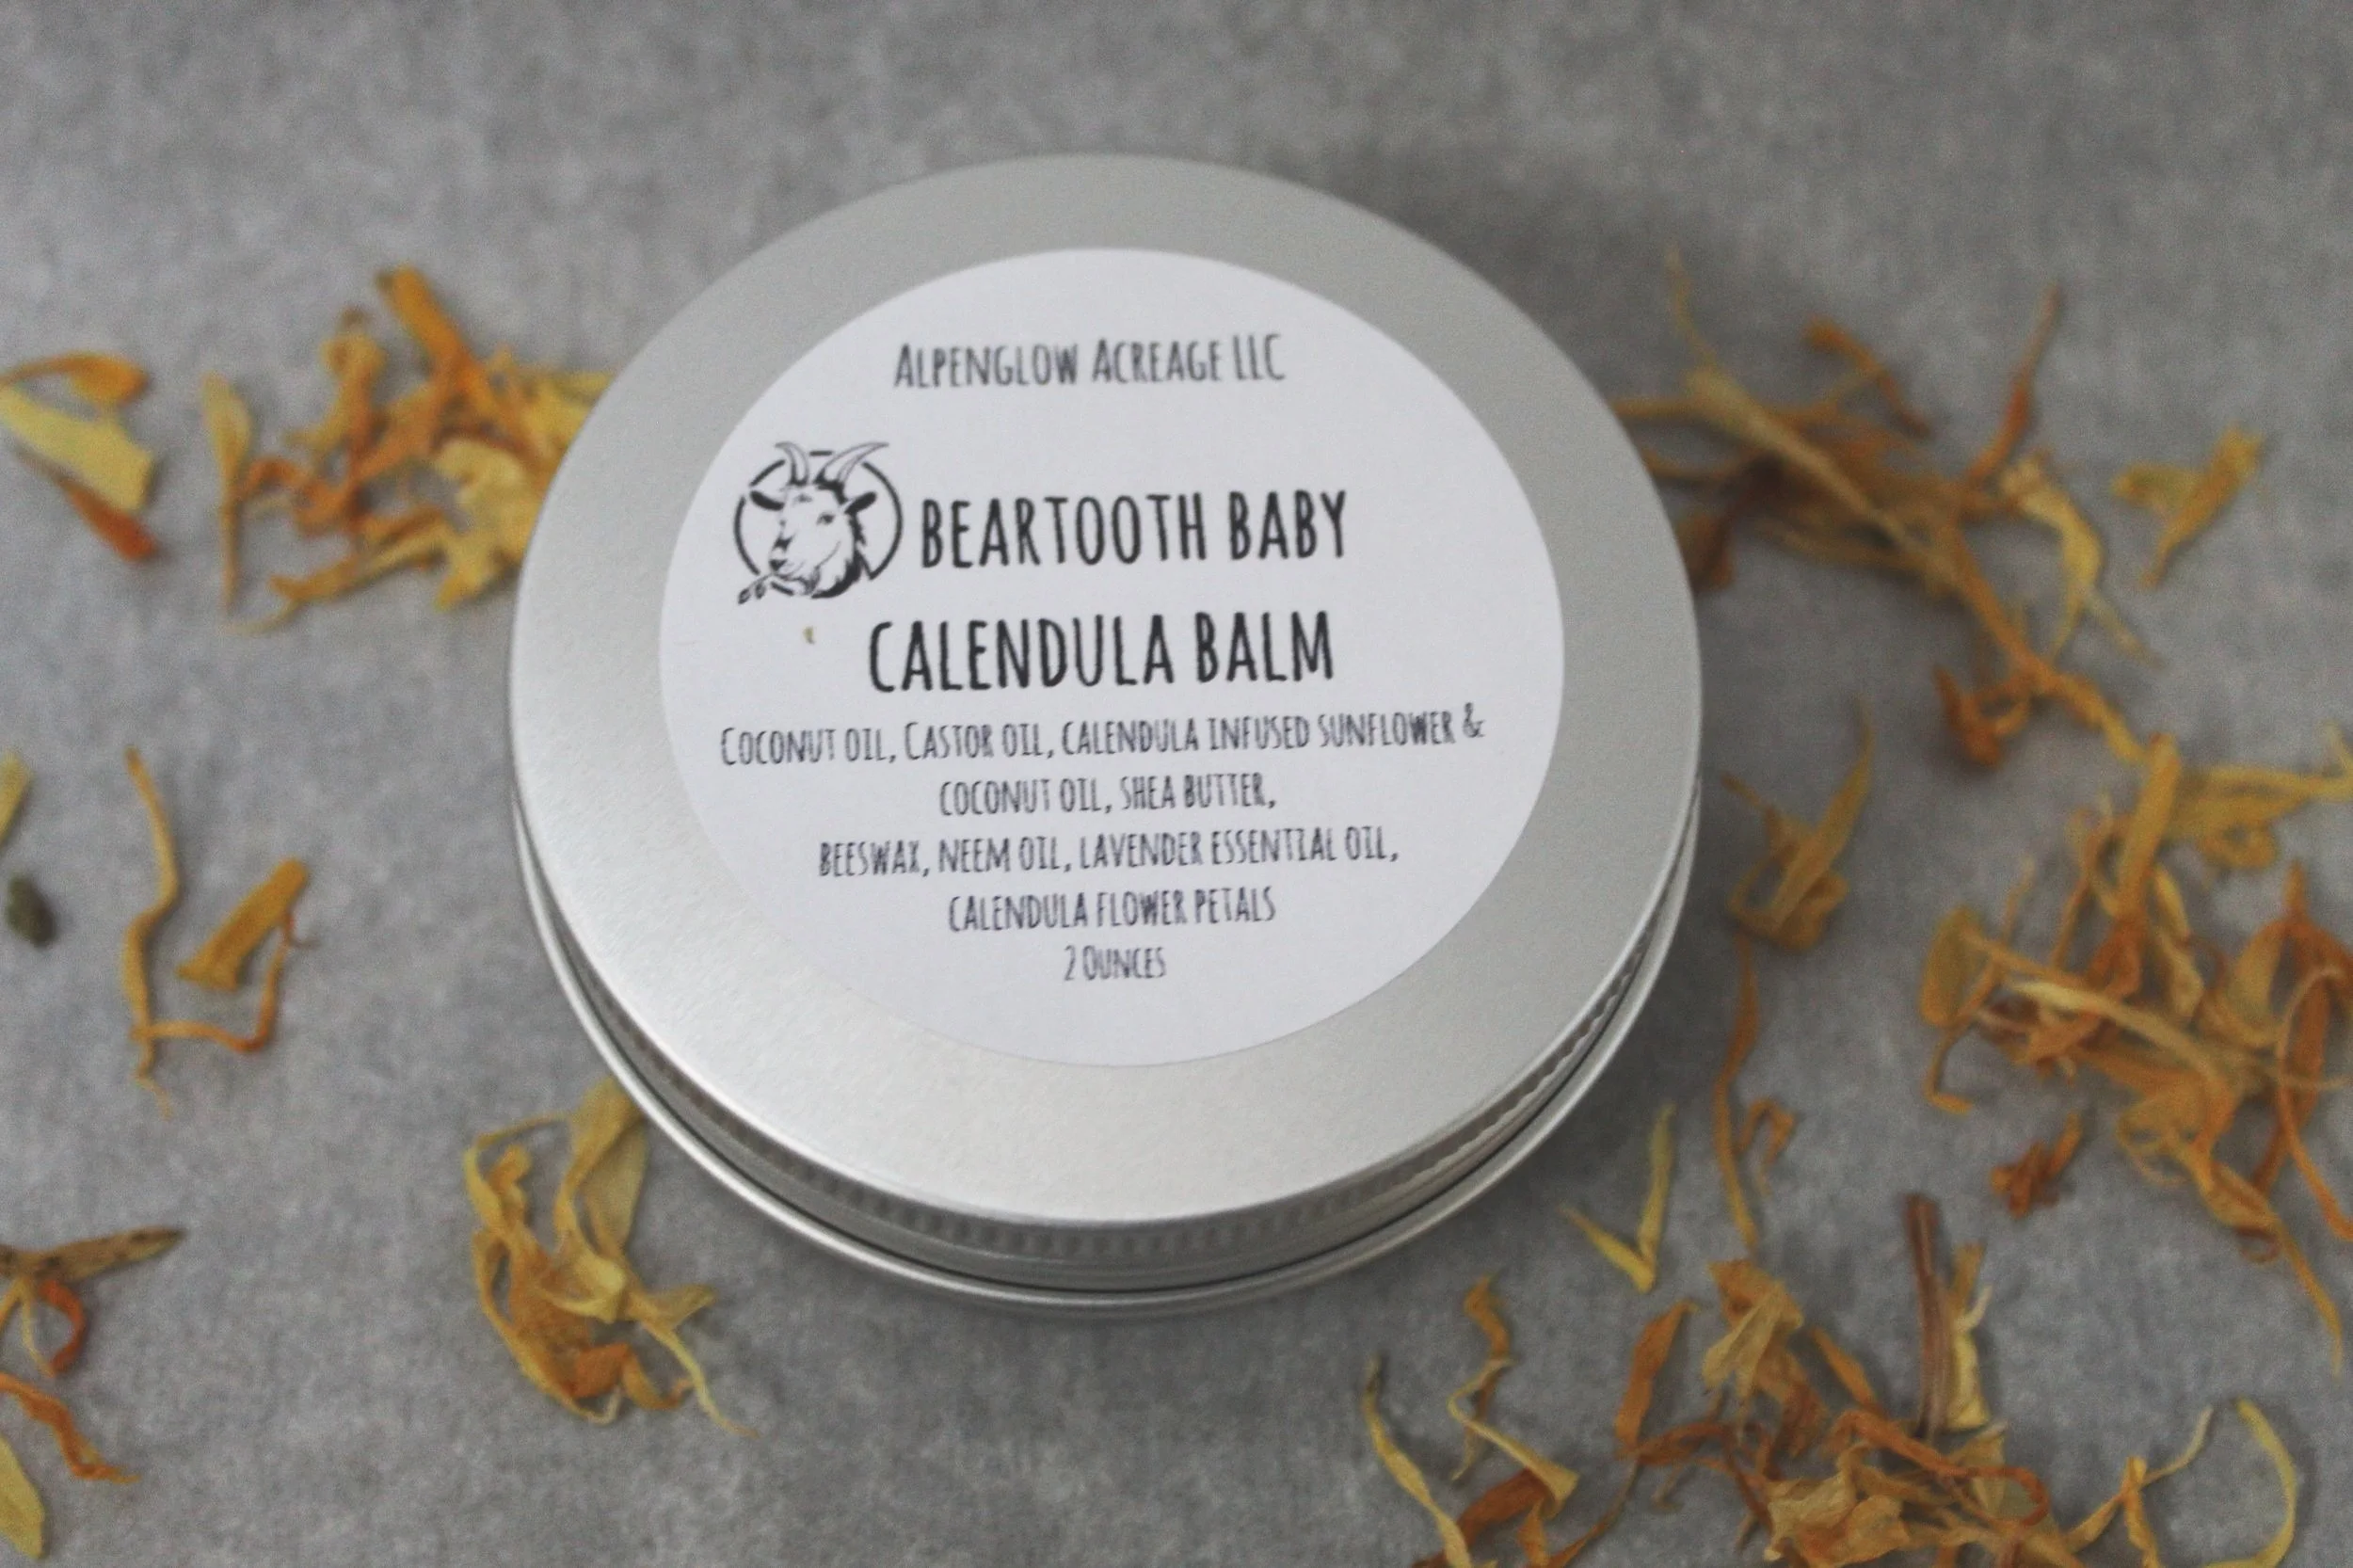 Alpenglow Acreage LLC
BEARTOOTH BABY
CALENDULA BALM
Coconut oil, Castor oil, calendula infused sunflower &
coconut oil, shea butter,
beeswax, neem oil, lavender essential oil,
calendula flower petals
2 Ounces